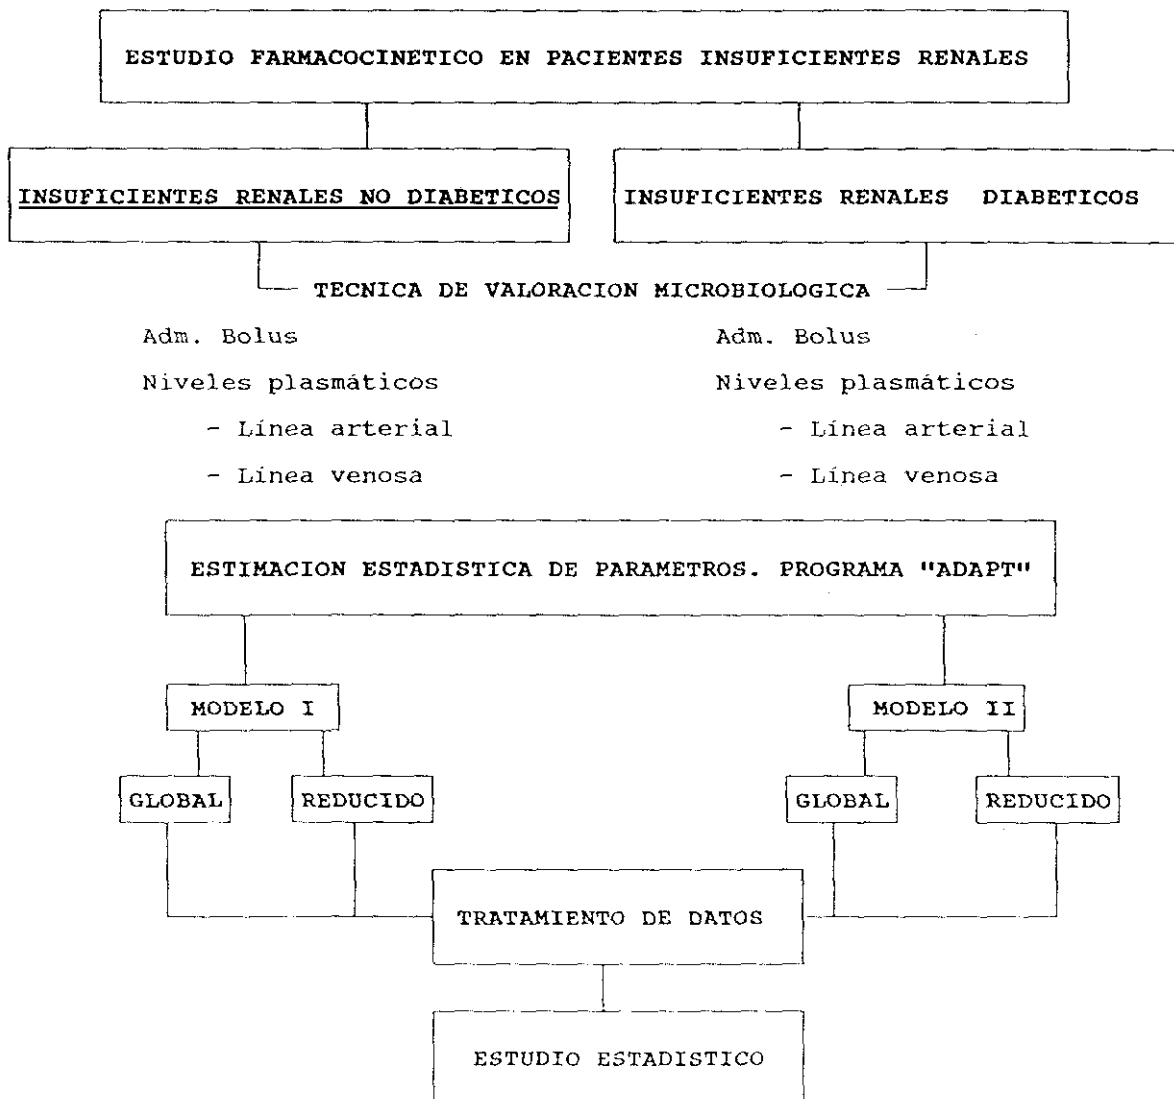 ESTUDIO FARMACOCINETICO EN PACIENTES INSUFICIENTES RENALES
INSUFICIENTES RENALES NO DIABETICOS
INSUFICIENTES RENALES DIABETICOS
TECNICA DE VALORACION MICROBIOLOGICA
Adm. Bolus
Niveles plasmáticos
- Línea arterial
- Línea venosa
Adm. Bolus
Niveles plasmáticos
- Línea arterial
- Línea venosa
ESTIMACION ESTADISTICA DE PARAMETROS. PROGRAMA "ADAPT"
MODELO I
MODELO II
GLOBAL
REDUCIDO
GLOBAL
REDUCIDO
TRATAMIENTO DE DATOS
ESTUDIO ESTADISTICO